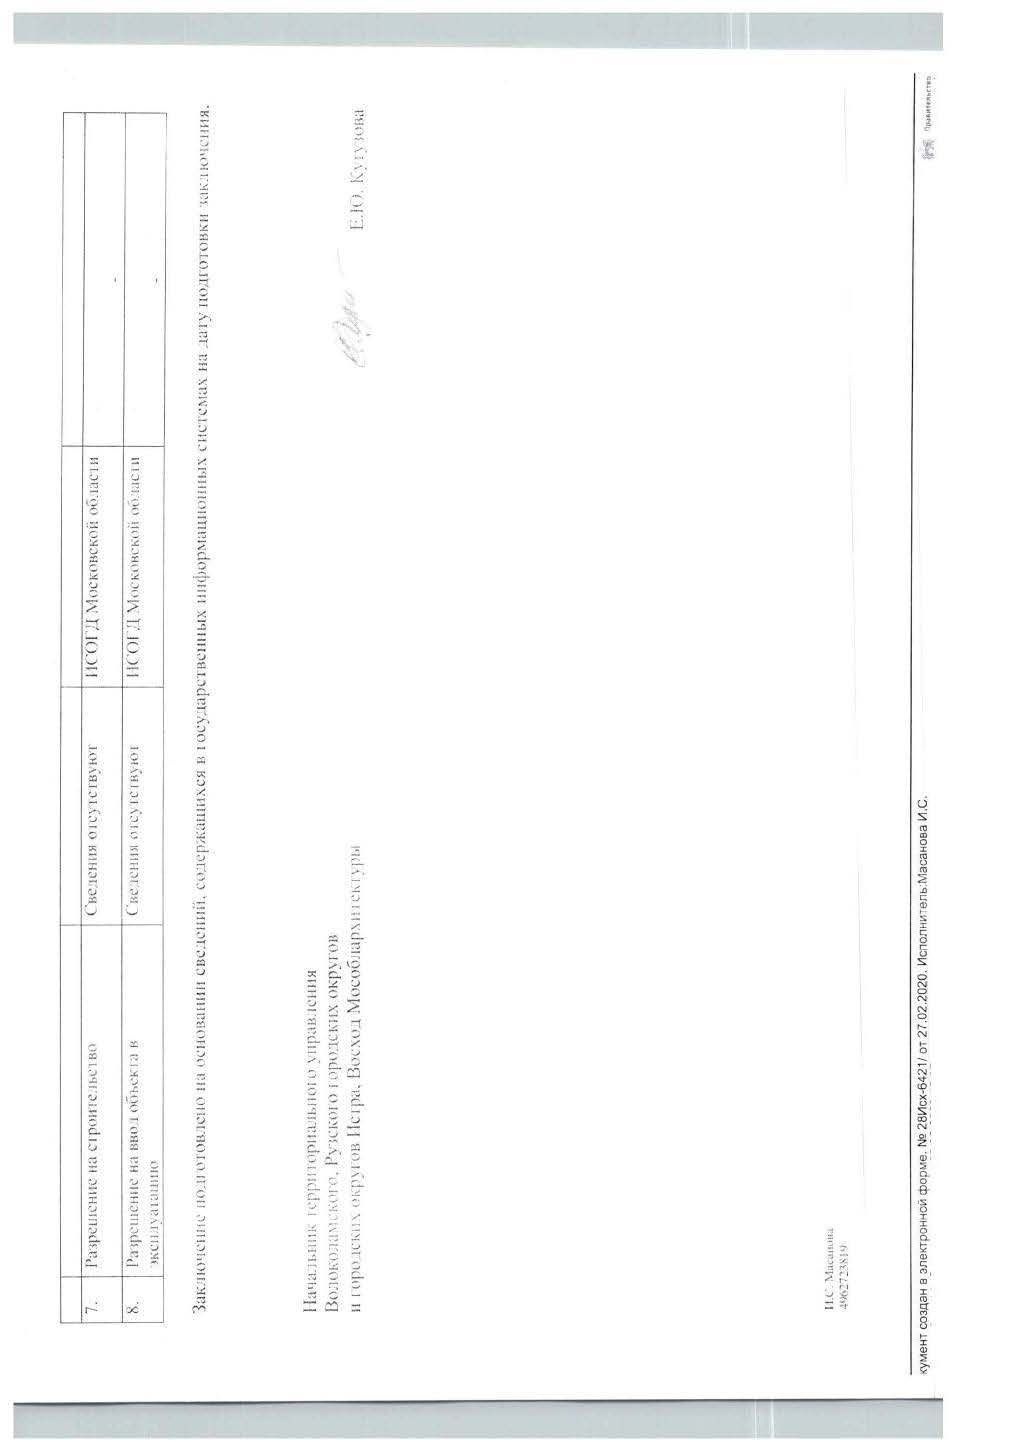 7. Разрешение на строительство Сведения отсутствуют ИСОГД Московской области -
8. Разрешение на ввод объекта в Сведения отсутствуют ИСОГД Московской области -
эксплуатацию
Заключение подготовлено на основании сведений, содержащихся в государственных информационных системах на дату подготовки заключения.
Начальник территориального управления
Волоколамского, Рузского городских округов
и городских округов Истра, Восход Мособлархитектуры Е.Ю. Кутузова
И.С. Масанова
4962723819
кумент создан в электронной форме. № 28Исх-6421/ от 27.02.2020. Исполнитель:Масанова И.С.
Правительство